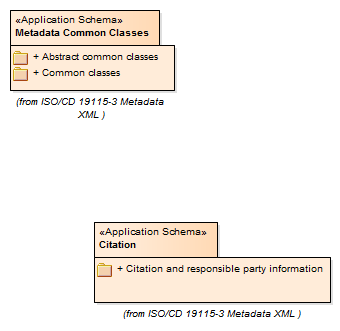 «Application Schema»
Metadata Common Classes
+ Abstract common classes
+ Common classes
(from ISO/CD 19115-3 Metadata
XML )
«Application Schema»
Citation
+ Citation and responsible party information
(from ISO/CD 19115-3 Metadata XML )